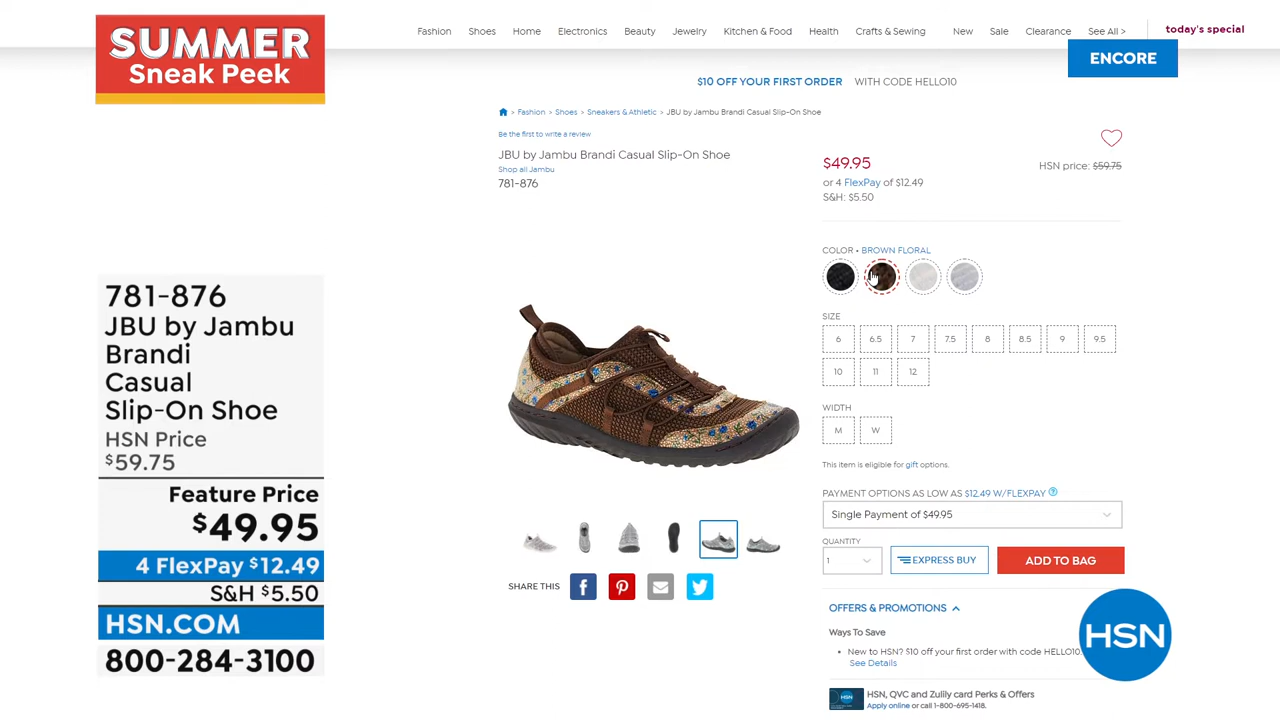 SUMMER
Sneak Peek
Fashion Shoes Home Electronics Beauty Jewelry Kitchen & Food Health Crafts & Sewing New Sale Clearance See All > today's special
ENCORE
$10 OFF YOUR FIRST ORDER WITH CODE HELLO10
> Fashion > Shoes > Sneakers & Athletic > JBU by Jambu Brandi Casual Slip-On Shoe
Be the first to write a review
JBU by Jambu Brandi Casual Slip-On Shoe
Shop all Jambu
781-876
$49.95
HSN price: $59.75
or 4 FlexPay of $12.49
S&H: $5.50
COLOR • BROWN FLORAL
SIZE
6 6.5 7 7.5 8 8.5 9 9.5
10 11 12
WIDTH
M W
This item is eligible for gift options.
PAYMENT OPTIONS AS LOW AS $12.49 W/FLEXPAY ?
Single Payment of $49.95
QUANTITY
1 EXPRESS BUY ADD TO BAG
SHARE THIS
OFFERS & PROMOTIONS
Ways To Save
• New to HSN? $10 off your first order with code HELLO10.
See Details
HSN, QVC and Zulily card Perks & Offers
Apply online or call 1-800-695-1418.
781-876
JBU by Jambu
Brandi
Casual
Slip-On Shoe
HSN Price
$59.75
Feature Price
$49.95
4 FlexPay $12.49
S&H $5.50
HSN.COM
800-284-3100
HSN